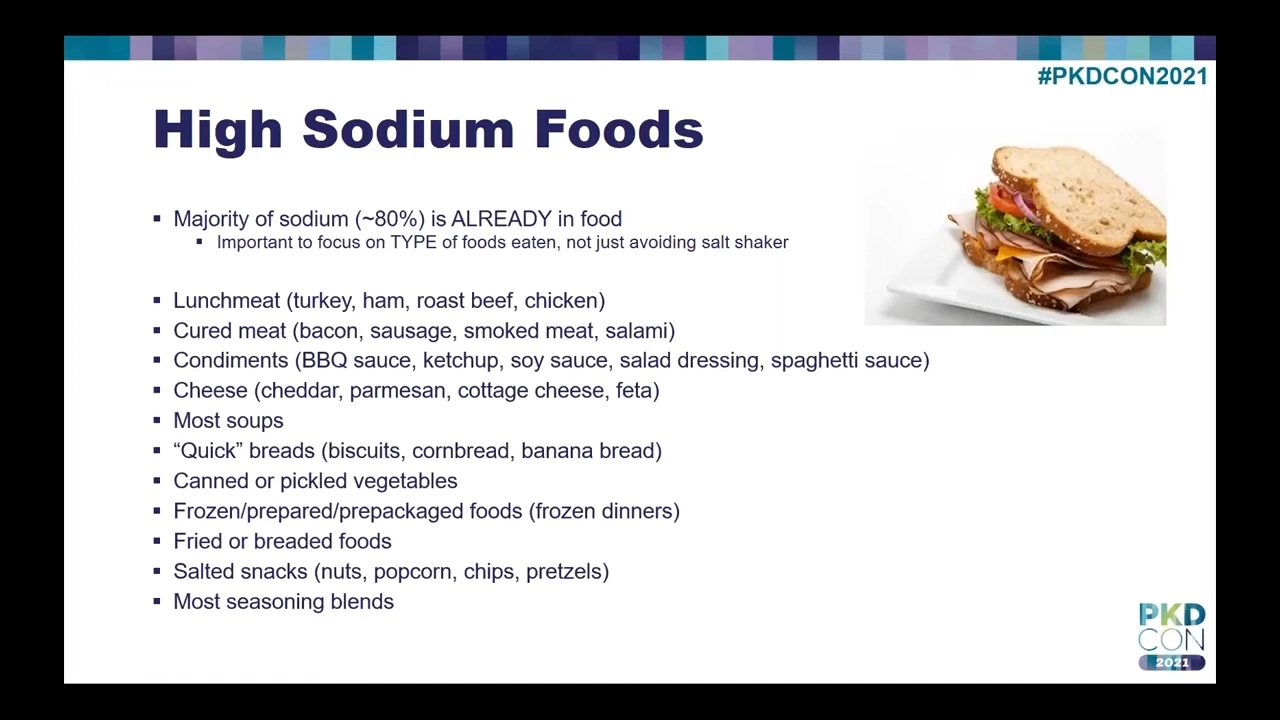 #PKDCON2021
High Sodium Foods
▪ Majority of sodium (~80%) is ALREADY in food
▪ Important to focus on TYPE of foods eaten, not just avoiding salt shaker
▪ Lunchmeat (turkey, ham, roast beef, chicken)
▪ Cured meat (bacon, sausage, smoked meat, salami)
▪ Condiments (BBQ sauce, ketchup, soy sauce, salad dressing, spaghetti sauce)
▪ Cheese (cheddar, parmesan, cottage cheese, feta)
▪ Most soups
▪ “Quick” breads (biscuits, cornbread, banana bread)
▪ Canned or pickled vegetables
▪ Frozen/prepared/prepackaged foods (frozen dinners)
▪ Fried or breaded foods
▪ Salted snacks (nuts, popcorn, chips, pretzels)
▪ Most seasoning blends
PKD
CON
2021